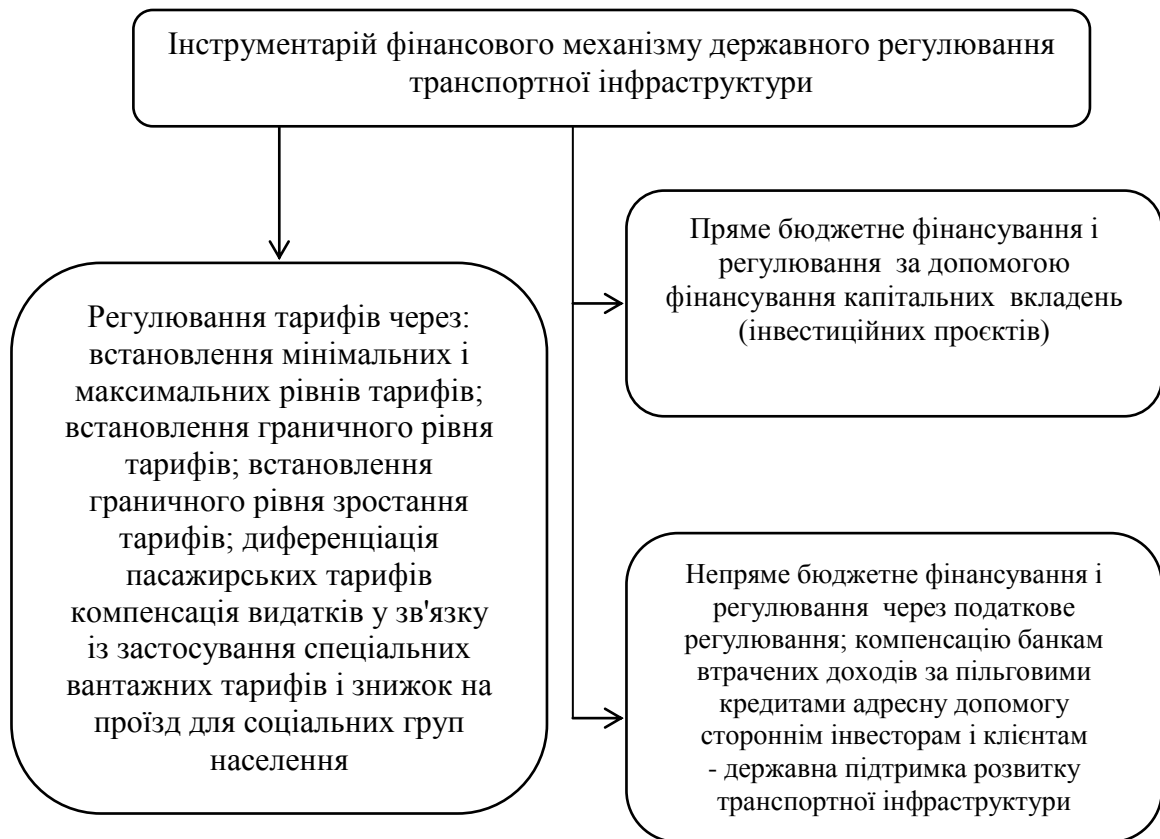 Інструментарій фінансового механізму державного регулювання
транспортної інфраструктури
Пряме бюджетне фінансування і
регулювання за допомогою
фінансування капітальних вкладень
(інвестиційних проєктів)
Регулювання тарифів через:
встановлення мінімальних і
максимальних рівнів тарифів;
встановлення граничного рівня
тарифів; встановлення
граничного рівня зростання
тарифів; диференціація
пасажирських тарифів
компенсація видатків у зв'язку
із застосування спеціальних
вантажних тарифів і знижок на
проїзд для соціальних груп
населення
Непряме бюджетне фінансування і
регулювання через податкове
регулювання; компенсацію банкам
втрачених доходів за пільговими
кредитами адресну допомогу
стороннім інвесторам і клієнтам
- державна підтримка розвитку
транспортної інфраструктури